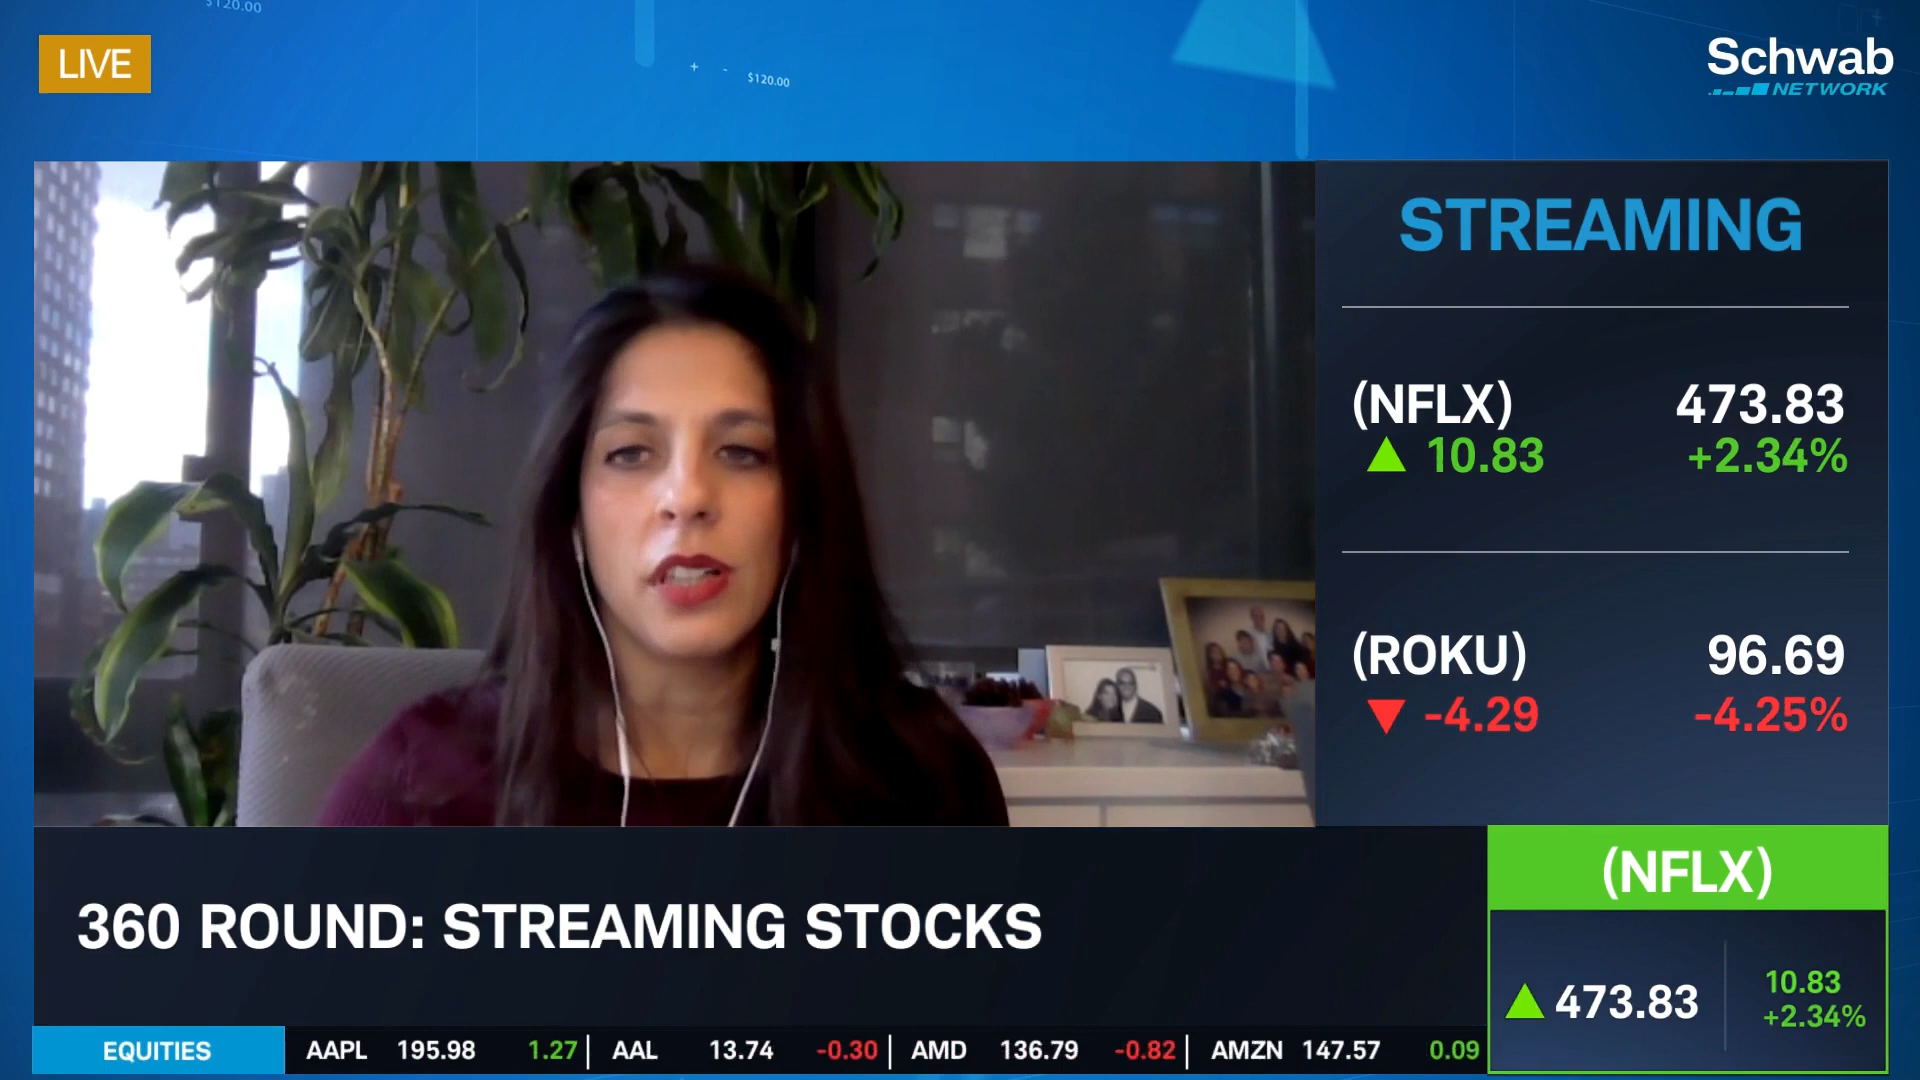 $120.00
LIVE
+ - $120.00
Schwab
NETWORK
STREAMING
(NFLX) 473.83
▲ 10.83 +2.34%
(ROKU) 96.69
▼ -4.29 -4.25%
360 ROUND: STREAMING STOCKS
(NFLX)
▲ 473.83
10.83
+2.34%
EQUITIES AAPL 195.98 1.27 | AAL 13.74 -0.30 | AMD 136.79 -0.82 | AMZN 147.57 0.09